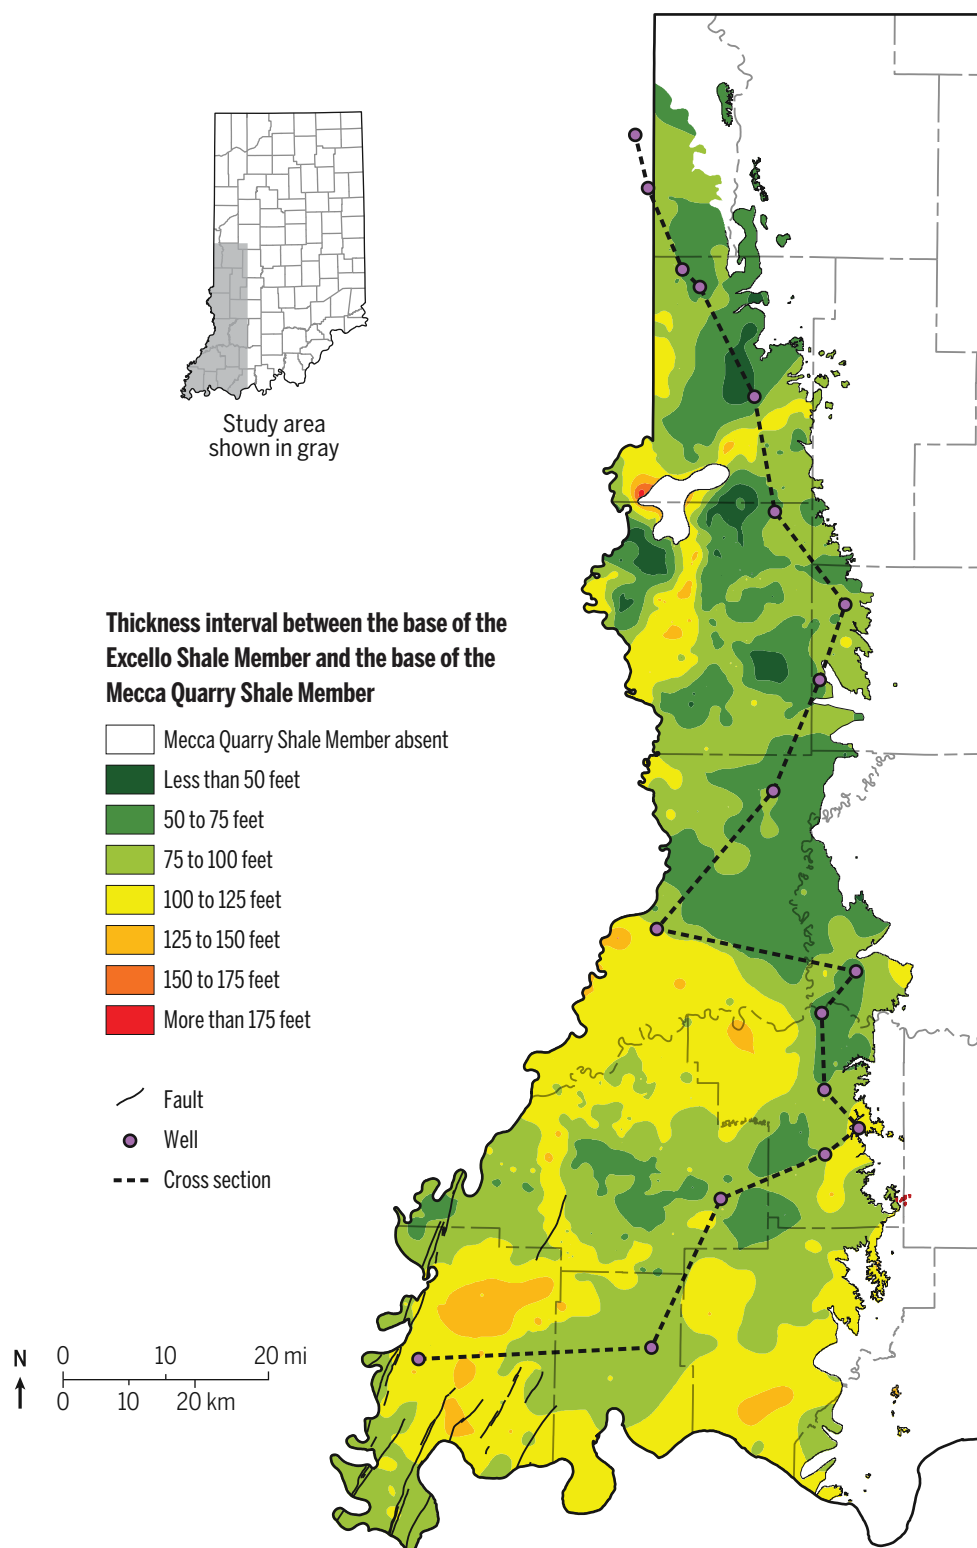 Study area
shown in gray
Thickness interval between the base of the
Excello Shale Member and the base of the
Mecca Quarry Shale Member
Mecca Quarry Shale Member absent
Less than 50 feet
50 to 75 feet
75 to 100 feet
100 to 125 feet
125 to 150 feet
150 to 175 feet
More than 175 feet
Fault
Well
Cross section
N
0 10 20 mi
0 10 20 km